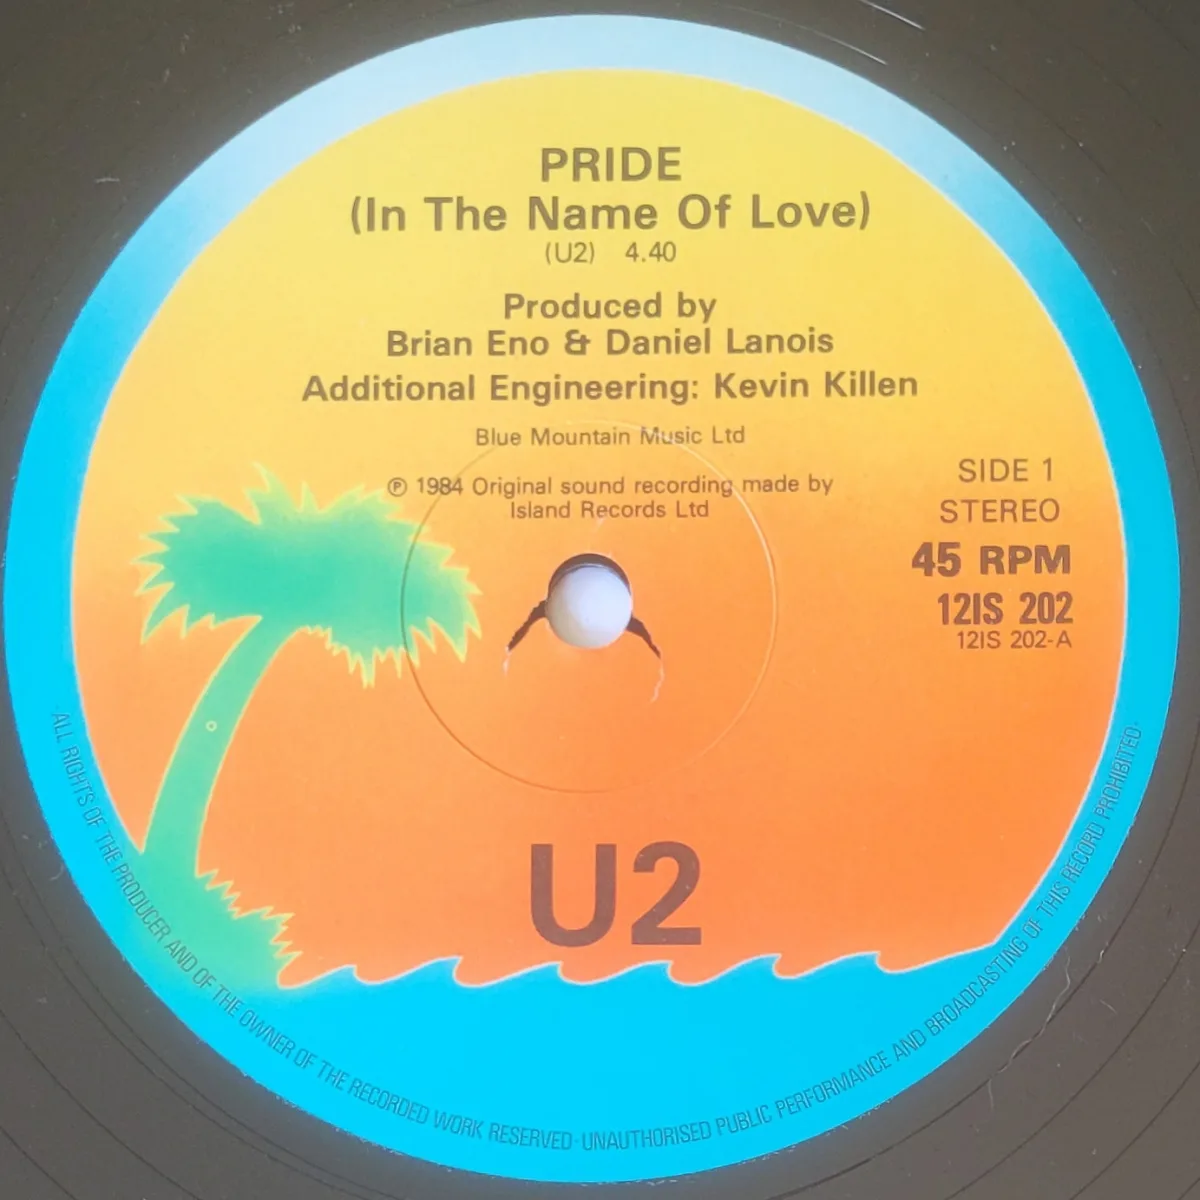 PRIDE
(In The Name Of Love)
(U2) 4.40
Produced by
Brian Eno & Daniel Lanois
Additional Engineering: Kevin Killen
Blue Mountain Music Ltd
℗ 1984 Original sound recording made by
Island Records Ltd
SIDE 1
STEREO
45 RPM
12IS 202
12IS 202-A
U2
ALL RIGHTS OF THE PRODUCER AND OF THE OWNER OF THE RECORDED WORK RESERVED·UNAUTHORISED PUBLIC PERFORMANCE AND BROADCASTING OF THIS RECORD PROHIBITED·